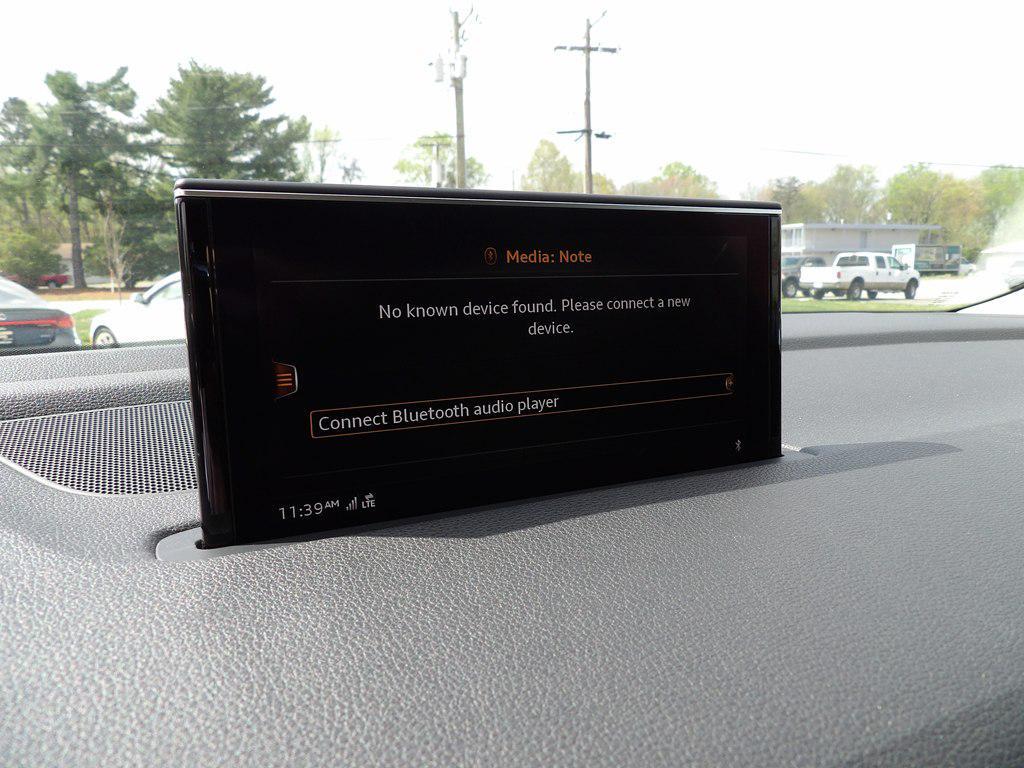 Media: Note
No known device found. Please connect a new
device.
Connect Bluetooth audio player
11:39AM LTE